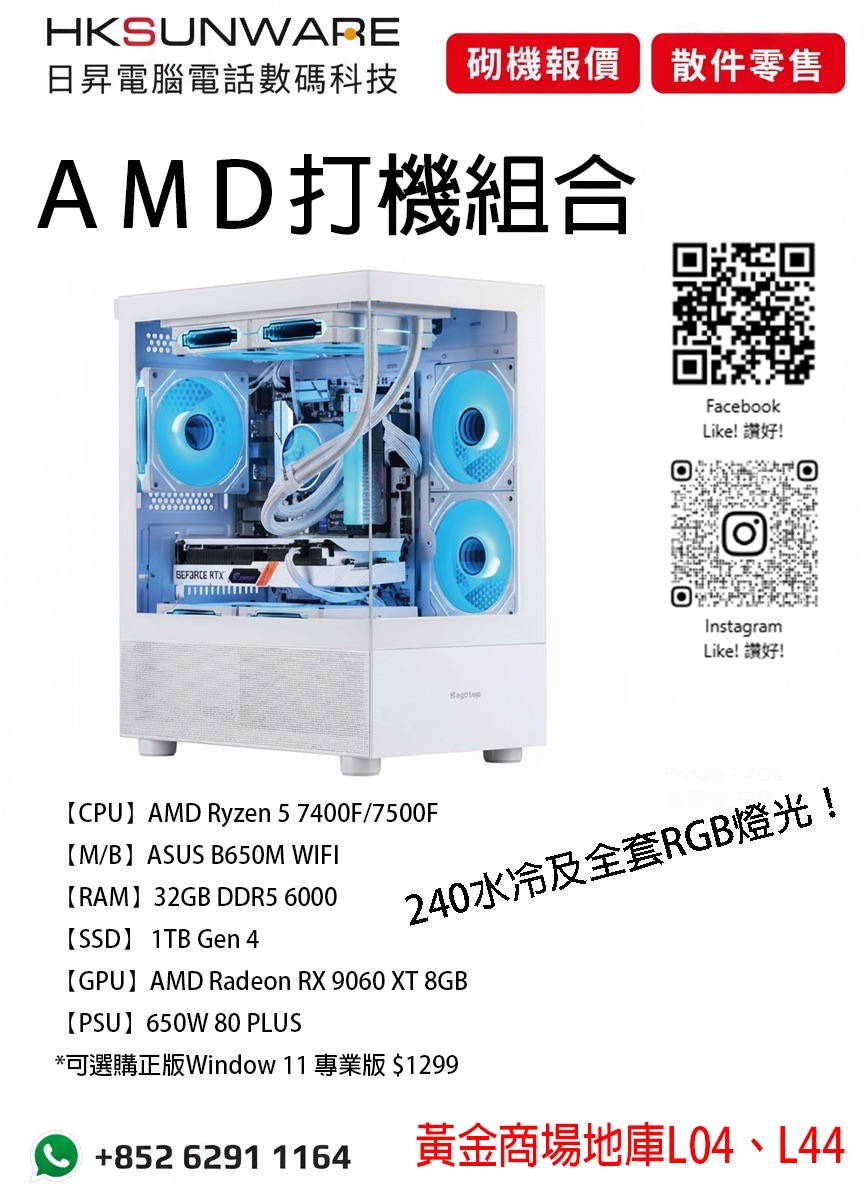 HKSUNWARE
日昇電腦電話數碼科技
砌機報價
散件零售
AMD打機組合
Facebook
Like! 讚好!
Instagram
Like! 讚好!
GEFORCE RTX
【CPU】AMD Ryzen 5 7400F/7500F
【M/B】ASUS B650M WIFI
【RAM】32GB DDR5 6000
【SSD】 1TB Gen 4
【GPU】AMD Radeon RX 9060 XT 8GB
【PSU】650W 80 PLUS
*可選購正版Window 11 專業版 $1299
240水冷及全套RGB燈光！
+852 6291 1164
黃金商場地庫L04、L44